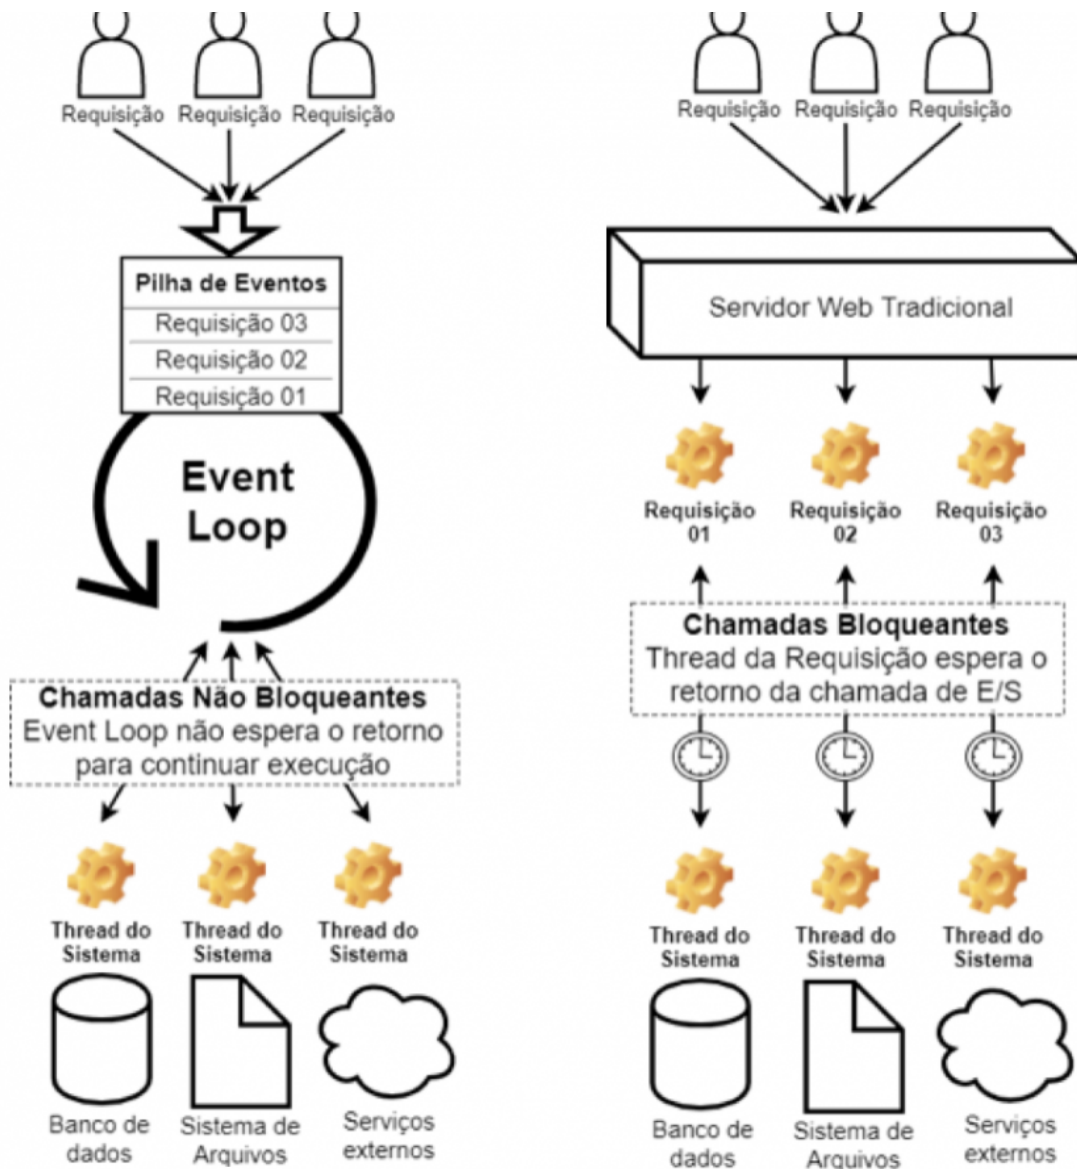 Requisição Requisição Requisição
Pilha de Eventos
Requisição 03
Requisição 02
Requisição 01
Event
Loop
Chamadas Não Bloqueantes
Event Loop não espera o retorno
para continuar execução
Thread do
Sistema
Thread do
Sistema
Thread do
Sistema
Banco de
dados
Sistema de
Arquivos
Serviços
externos
Requisição Requisição Requisição
Servidor Web Tradicional
Requisição
01
Requisição
02
Requisição
03
Chamadas Bloqueantes
Thread da Requisição espera o
retorno da chamada de E/S
Thread do
Sistema
Thread do
Sistema
Thread do
Sistema
Banco de
dados
Sistema de
Arquivos
Serviços
externos